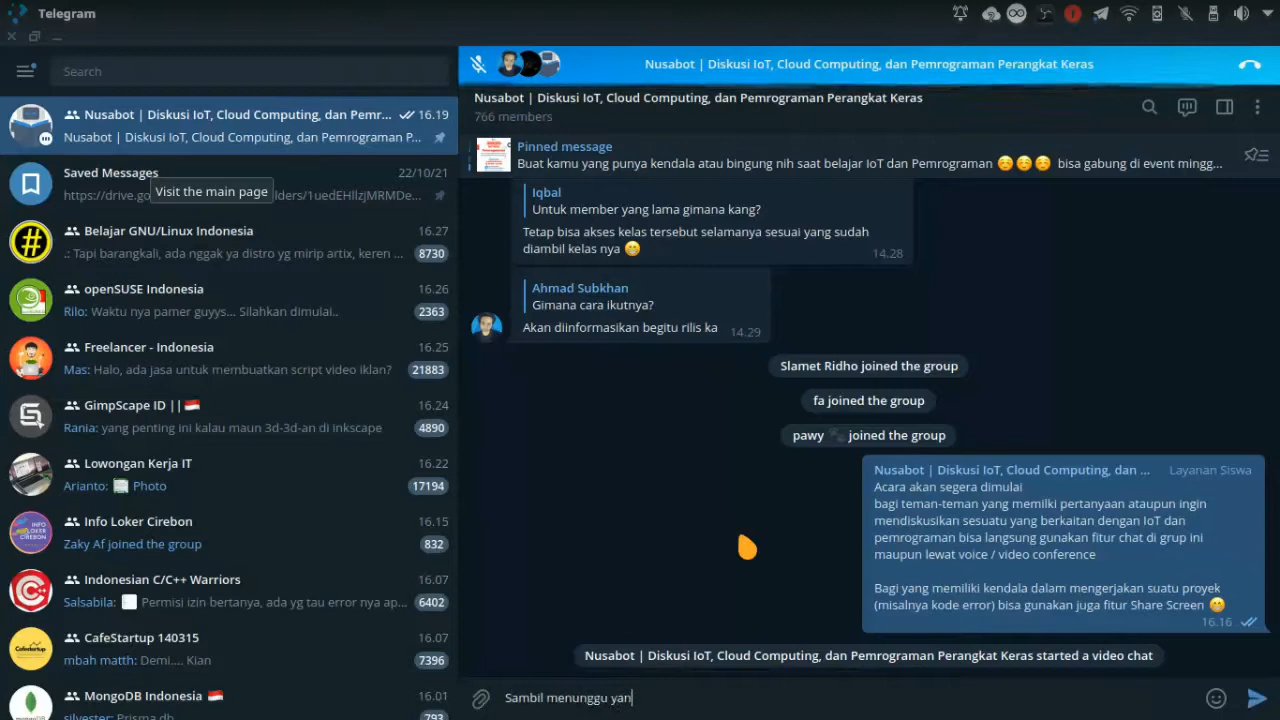 Telegram
Search
Nusabot | Diskusi IoT, Cloud Computing, dan Pemr... 16.19
Nusabot | Diskusi IoT, Cloud Computing, dan Pemrograman P...
Saved Messages 22/10/21
https://drive.go
lders/1uedEHllzjMRMDe...
Visit the main page
Belajar GNU/Linux Indonesia 16.27
.: Tapi barangkali, ada nggak ya distro yg mirip artix, keren ... 8730
openSUSE Indonesia 16.26
Rilo: Waktu nya pamer guyys... Silahkan dimulai.. 2363
Freelancer - Indonesia 16.25
Mas: Halo, ada jasa untuk membuatkan script video iklan? 21883
GimpScape ID || 🇮🇩 16.24
Rania: yang penting ini kalau maun 3d-3d-an di inkscape 4890
Lowongan Kerja IT 16.22
Arianto: Photo 17194
Info Loker Cirebon 16.15
Zaky Af joined the group 832
Indonesian C/C++ Warriors 16.07
Salsabila: Permisi izin bertanya, ada yg tau error nya ap... 6402
CafeStartup 140315 16.07
mbah matth: Demi.... Kian 7396
MongoDB Indonesia 🇮🇩 16.01
silvester: Prisma db 793
Nusabot | Diskusi IoT, Cloud Computing, dan Pemrograman Perangkat Keras
Nusabot | Diskusi IoT, Cloud Computing, dan Pemrograman Perangkat Keras
766 members
Pinned message
Buat kamu yang punya kendala atau bingung nih saat belajar IoT dan Pemrograman ☺️☺️☺️ bisa gabung di event mingg...
Iqbal
Untuk member yang lama gimana kang?
Tetap bisa akses kelas tersebut selamanya sesuai yang sudah
diambil kelas nya 😁 14.28
Ahmad Subkhan
Gimana cara ikutnya?
Akan diinformasikan begitu rilis ka 14.29
Slamet Ridho joined the group
fa joined the group
pawy 🐾 joined the group
Nusabot | Diskusi IoT, Cloud Computing, dan ... Layanan Siswa
Acara akan segera dimulai
bagi teman-teman yang memilki pertanyaan ataupun ingin
mendiskusikan sesuatu yang berkaitan dengan IoT dan
pemrograman bisa langsung gunakan fitur chat di grup ini
maupun lewat voice / video conference
Bagi yang memiliki kendala dalam mengerjakan suatu proyek
(misalnya kode error) bisa gunakan juga fitur Share Screen 😁
16.16
Nusabot | Diskusi IoT, Cloud Computing, dan Pemrograman Perangkat Keras started a video chat
Sambil menunggu yan